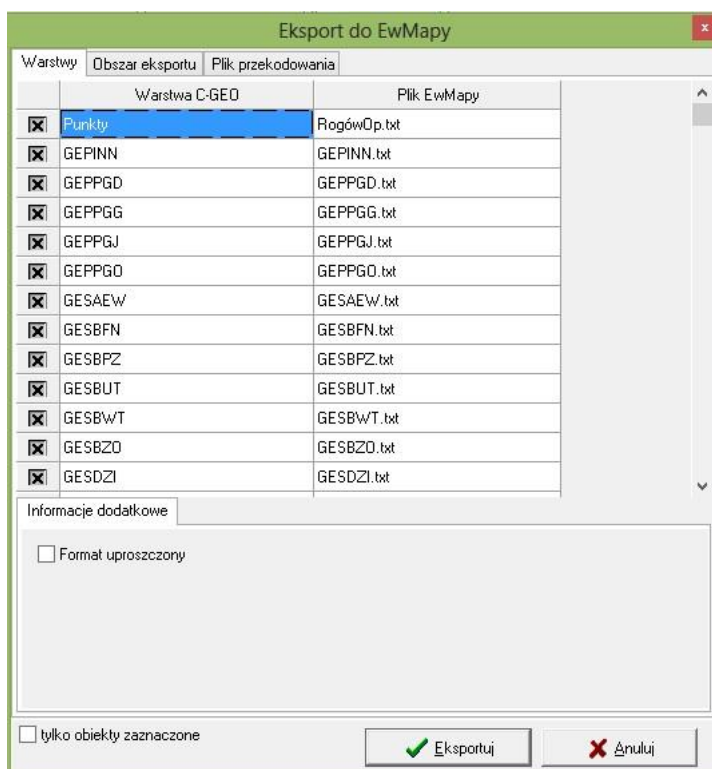 Eksport do EwMapy
x
Warstwy Obszar eksportu Plik przekodowania
Warstwa C-GEO Plik EwMapy
Punkty RogówOp.txt
GEPINN GEPINN.txt
GEPPGD GEPPGD.txt
GEPPGG GEPPGG.txt
GEPPGJ GEPPGJ.txt
GEPPGO GEPPGO.txt
GESAEW GESAEW.txt
GESBFN GESBFN.txt
GESBPZ GESBPZ.txt
GESBUT GESBUT.txt
GESBWT GESBWT.txt
GESBZO GESBZO.txt
GESDZI GESDZI.txt
Informacje dodatkowe
Format uproszczony
tylko obiekty zaznaczone
Eksportuj Anuluj